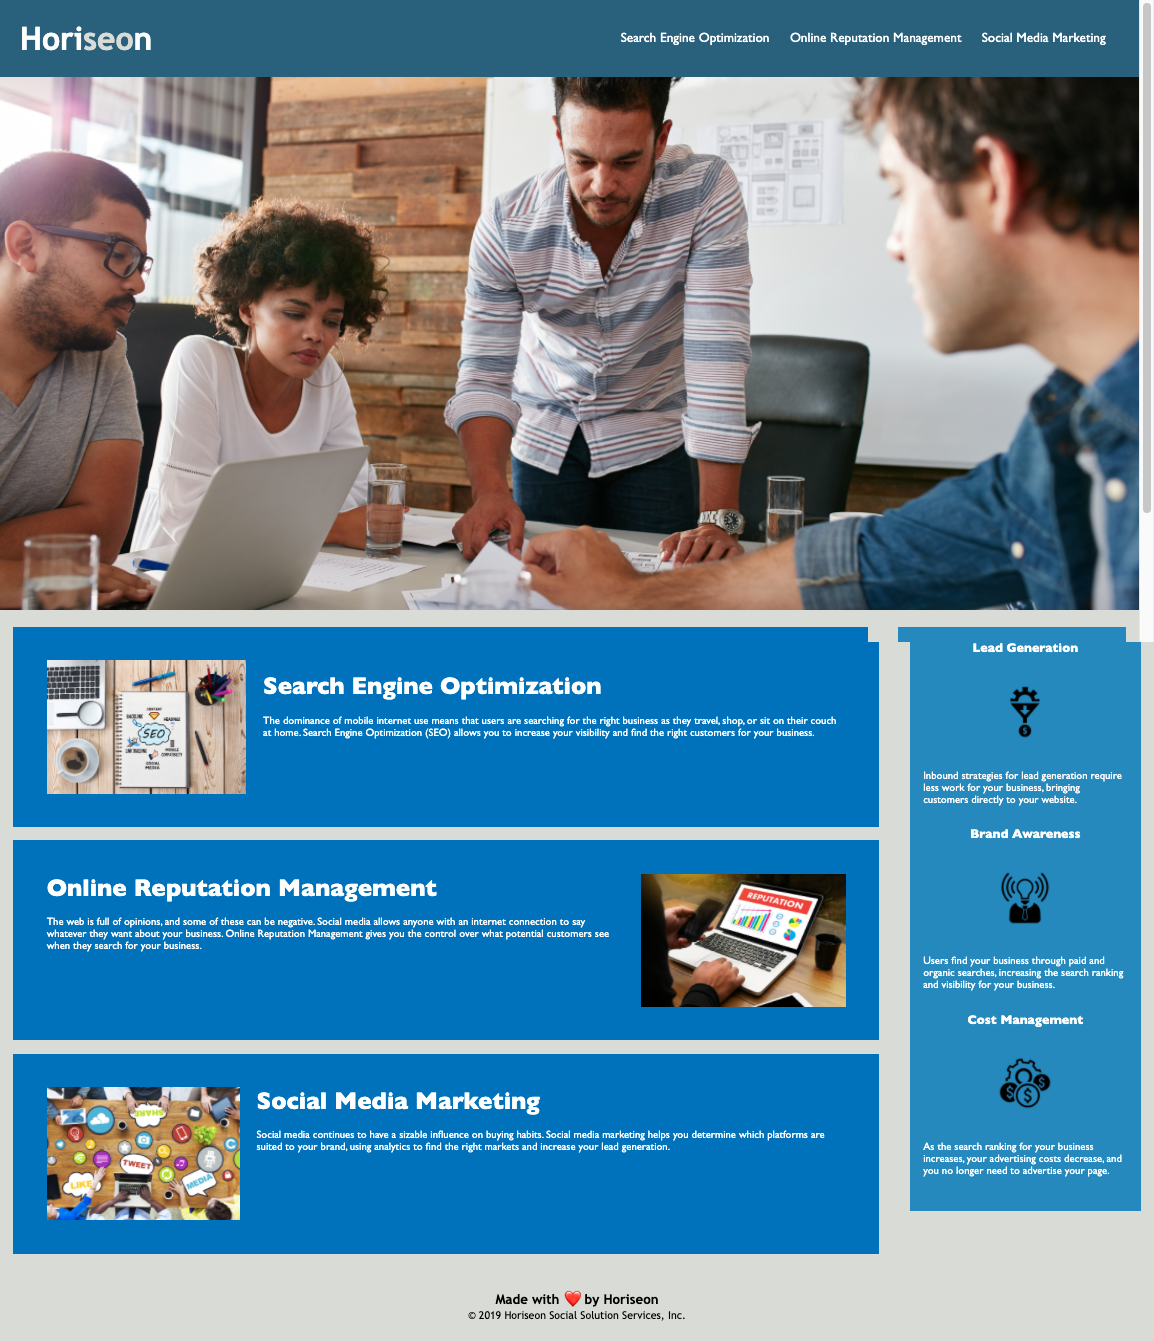 Horiseon
Search Engine Optimization Online Reputation Management Social Media Marketing
Search Engine Optimization
The dominance of mobile internet use means that users are searching for the right business as they travel, shop, or sit on their couch
at home. Search Engine Optimization (SEO) allows you to increase your visibility and find the right customers for your business.
SEO
Online Reputation Management
The web is full of opinions, and some of these can be negative. Social media allows anyone with an internet connection to say
whatever they want about your business. Online Reputation Management gives you the control over what potential customers see
when they search for your business.
REPUTATION
Social Media Marketing
Social media continues to have a sizable influence on buying habits. Social media marketing helps you determine which platforms are
suited to your brand, using analytics to find the right markets and increase your lead generation.
SHARE
TWEET
LIKE
MEDIA
Lead Generation
Inbound strategies for lead generation require
less work for your business, bringing
customers directly to your website.
Brand Awareness
Users find your business through paid and
organic searches, increasing the search ranking
and visibility for your business.
Cost Management
As the search ranking for your business
increases, your advertising costs decrease, and
you no longer need to advertise your page.
Made with ❤️ by Horiseon
© 2019 Horiseon Social Solution Services, Inc.